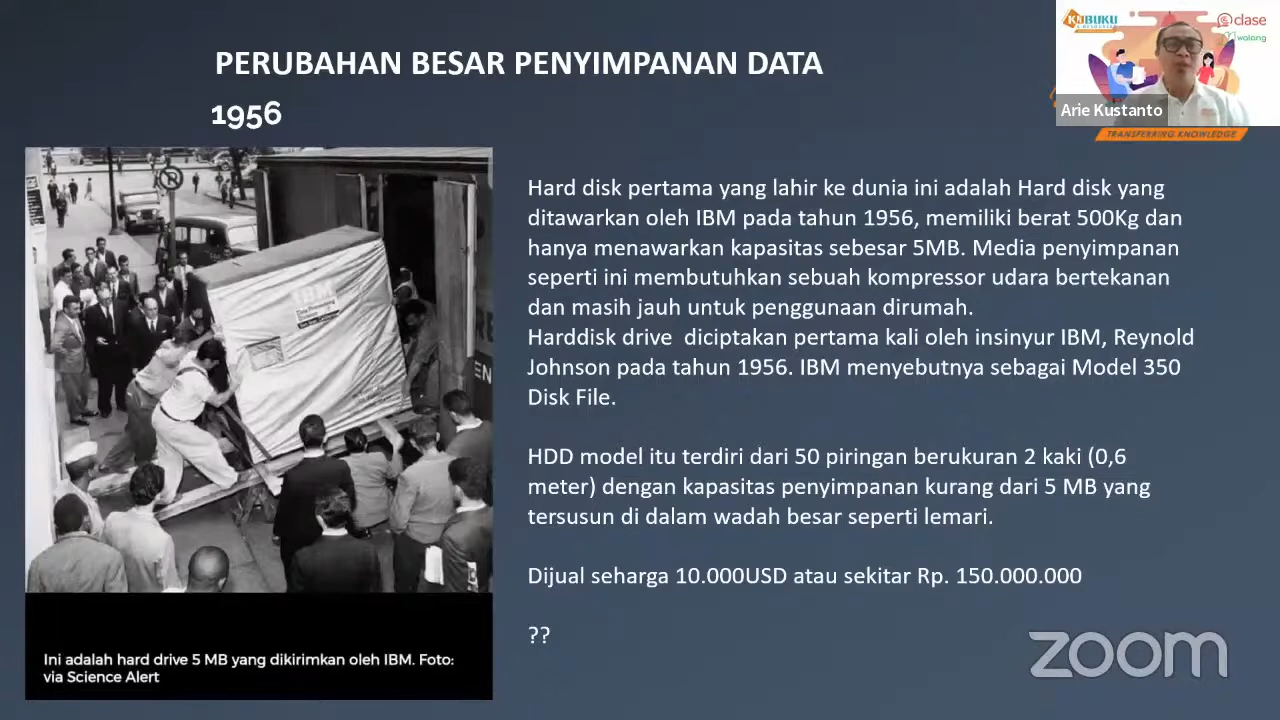 PERUBAHAN BESAR PENYIMPANAN DATA
1956
KUBUKU
clase
walang
Arie Kustanto
TRANSFERRING KNOWLEDGE
Hard disk pertama yang lahir ke dunia ini adalah Hard disk yang
ditawarkan oleh IBM pada tahun 1956, memiliki berat 500Kg dan
hanya menawarkan kapasitas sebesar 5MB. Media penyimpanan
seperti ini membutuhkan sebuah kompressor udara bertekanan
dan masih jauh untuk penggunaan dirumah.
Harddisk drive  diciptakan pertama kali oleh insinyur IBM, Reynold
Johnson pada tahun 1956. IBM menyebutnya sebagai Model 350
Disk File.
HDD model itu terdiri dari 50 piringan berukuran 2 kaki (0,6
meter) dengan kapasitas penyimpanan kurang dari 5 MB yang
tersusun di dalam wadah besar seperti lemari.
Dijual seharga 10.000USD atau sekitar Rp. 150.000.000
??
IBM
EN
Ini adalah hard drive 5 MB yang dikirimkan oleh IBM. Foto:
via Science Alert
zoom